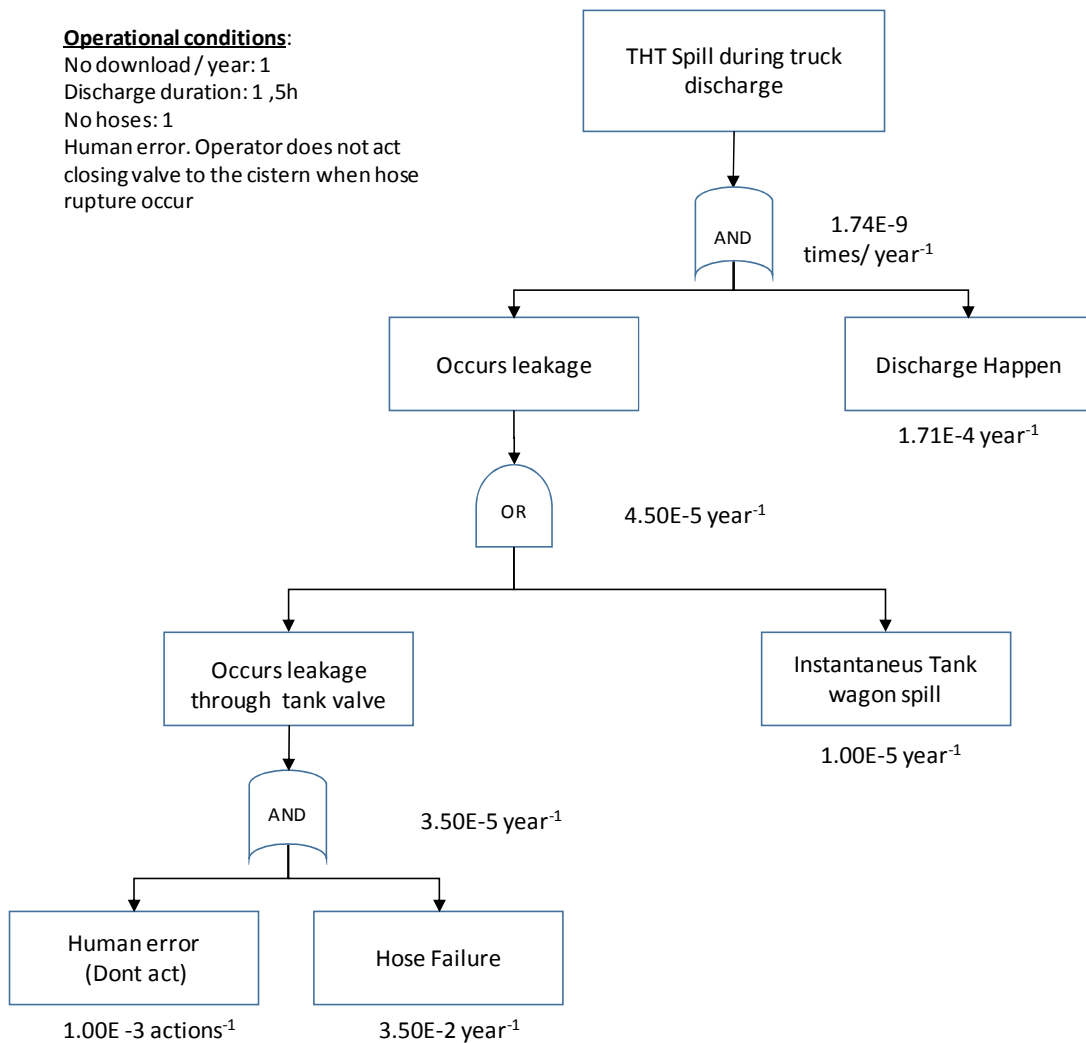 Operational conditions:
No download / year: 1
Discharge duration: 1 ,5h
No hoses: 1
Human error. Operator does not act
closing valve to the cistern when hose
rupture occur
THT Spill during truck
discharge
AND
1.74E-9
times/ year-1
Occurs leakage
Discharge Happen
1.71E-4 year-1
OR
4.50E-5 year-1
Occurs leakage
through tank valve
Instantaneus Tank
wagon spill
1.00E-5 year-1
AND
3.50E-5 year-1
Human error
(Dont act)
Hose Failure
1.00E -3 actions-1
3.50E-2 year-1